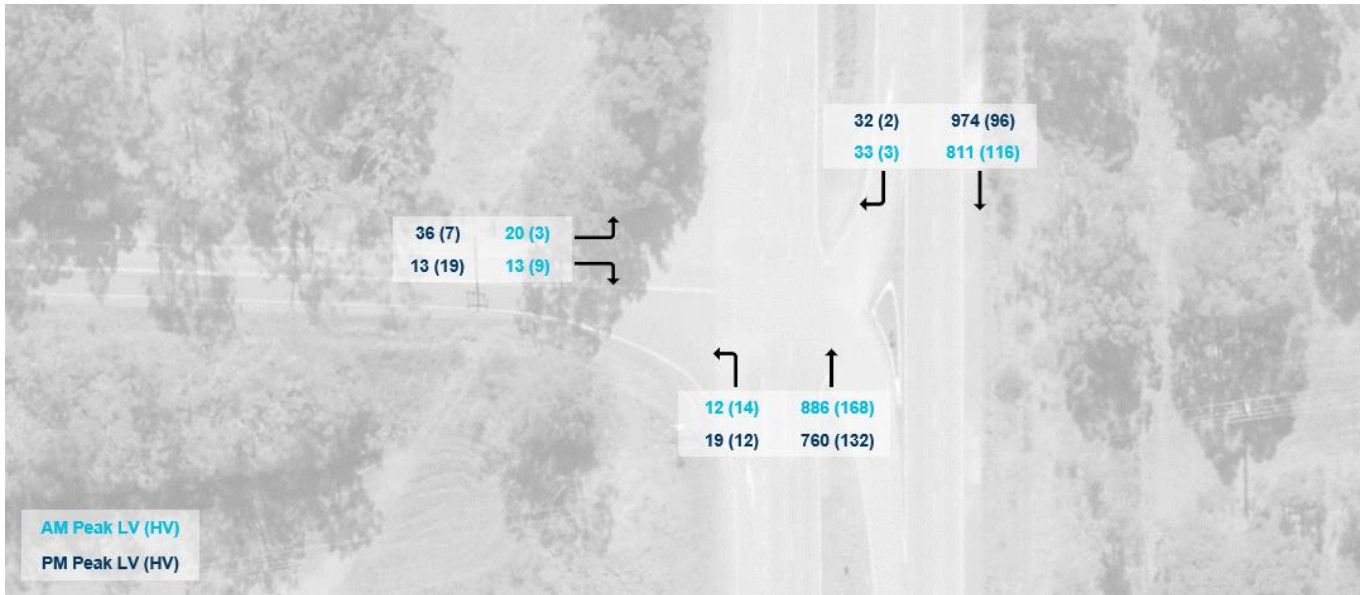 32 (2) 974 (96)
33 (3) 811 (116)
36 (7) 20 (3)
13 (19) 13 (9)
12 (14) 886 (168)
19 (12) 760 (132)
AM Peak LV (HV)
PM Peak LV (HV)